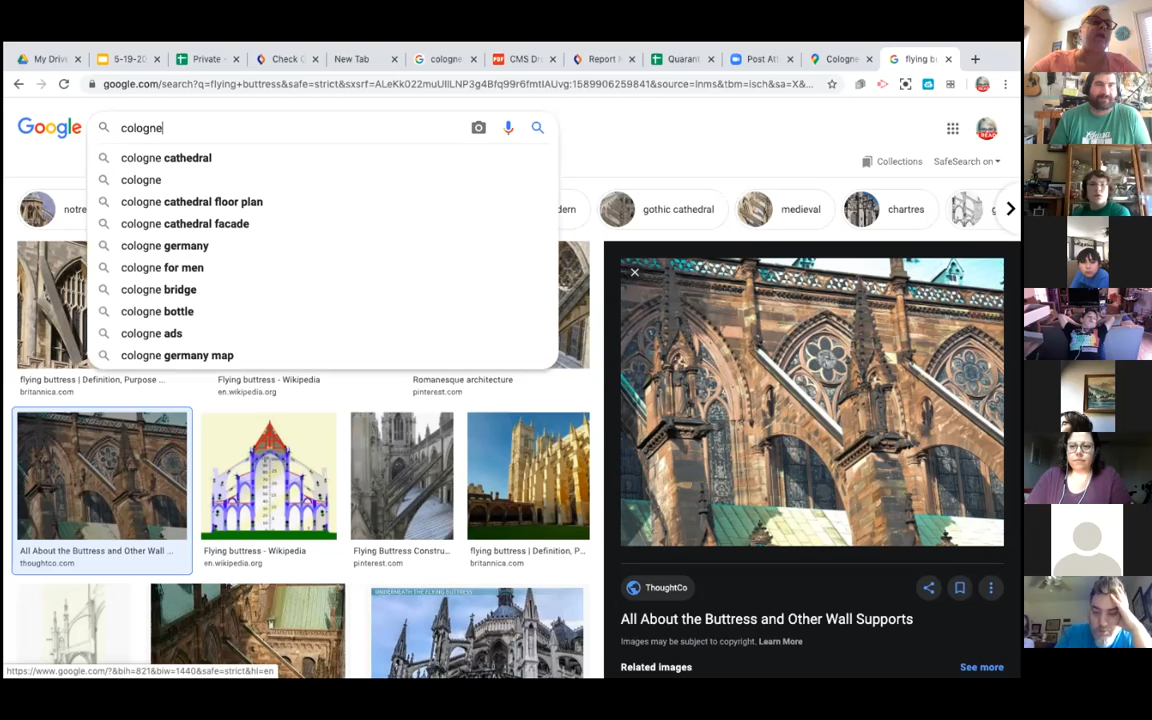 My Drive
5-19-20
Private -
Check C
New Tab
cologne
CMS Dr
Report M
Quarant
Post Att
Cologne
flying bu
google.com/search?q=flying+buttress&safe=strict&sxsrf=ALeKk022muUIlLNP3g4Bfq99r6fmtIAUvg:1589906259841&source=lnms&tbm=isch&sa=X&...
Google
cologne
Collections
SafeSearch on
cologne cathedral
cologne
cologne cathedral floor plan
cologne cathedral facade
cologne germany
cologne for men
cologne bridge
cologne bottle
cologne ads
cologne germany map
notre
dern
gothic cathedral
medieval
chartres
flying buttress | Definition, Purpose ...
britannica.com
Flying buttress - Wikipedia
en.wikipedia.org
Romanesque architecture
pinterest.com
All About the Buttress and Other Wall ...
thoughtco.com
Flying buttress - Wikipedia
en.wikipedia.org
Flying Buttress Constru...
pinterest.com
flying buttress | Definition, P...
britannica.com
UNDERNEATH THE FLYING BUTTRESS
ThoughtCo
All About the Buttress and Other Wall Supports
Images may be subject to copyright. Learn More
Related images
See more
https://www.google.com/?&bih=821&biw=1440&safe=strict&hl=en